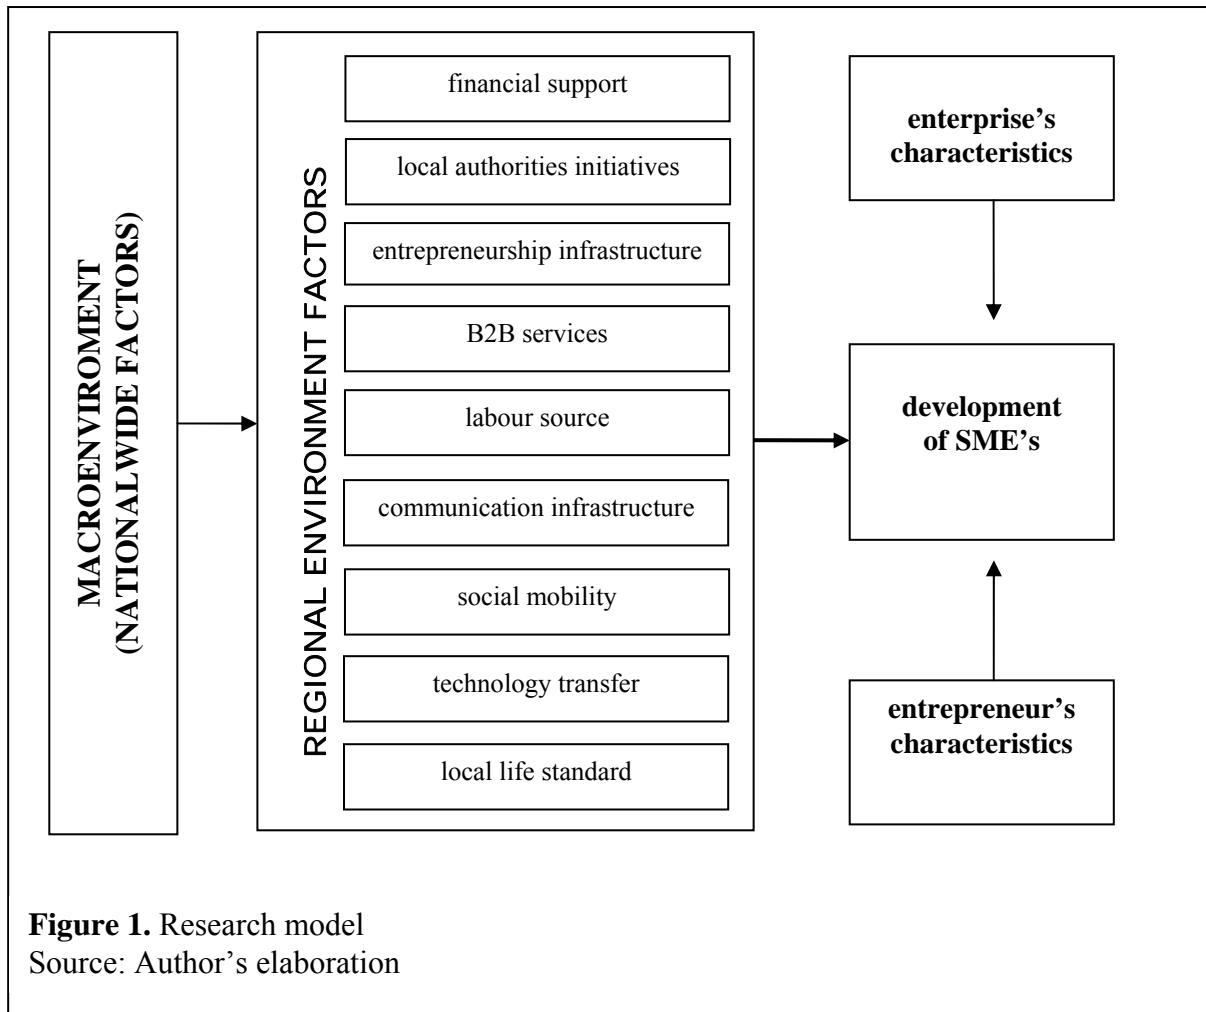 MACROENVIROMENT
(NATIONALWIDE FACTORS)
REGIONAL ENVIRONMENT FACTORS
financial support
local authorities initiatives
entrepreneurship infrastructure
B2B services
labour source
communication infrastructure
social mobility
technology transfer
local life standard
enterprise’s
characteristics
development
of SME’s
entrepreneur’s
characteristics
Figure 1. Research model
Source: Author’s elaboration